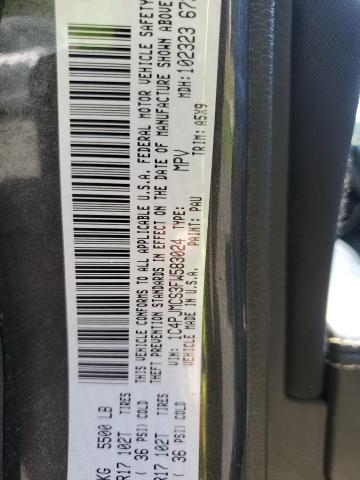 KG 5500 LB
R17 102T TIRES
( 36 PSI) COLD
R17 102T TIRES
( 36 PSI) COLD
THIS VEHICLE CONFORMS TO ALL APPLICABLE U.S.A. FEDERAL MOTOR VEHICLE SAFETY
THEFT PREVENTION STANDARDS IN EFFECT ON THE DATE OF MANUFACTURE SHOWN ABOVE
VIN: 1C4PJMCS3FW583024 TYPE: MPV MDH: 102323 67
VEHICLE MADE IN U.S.A. PAINT: PAU TRIM: A5X9